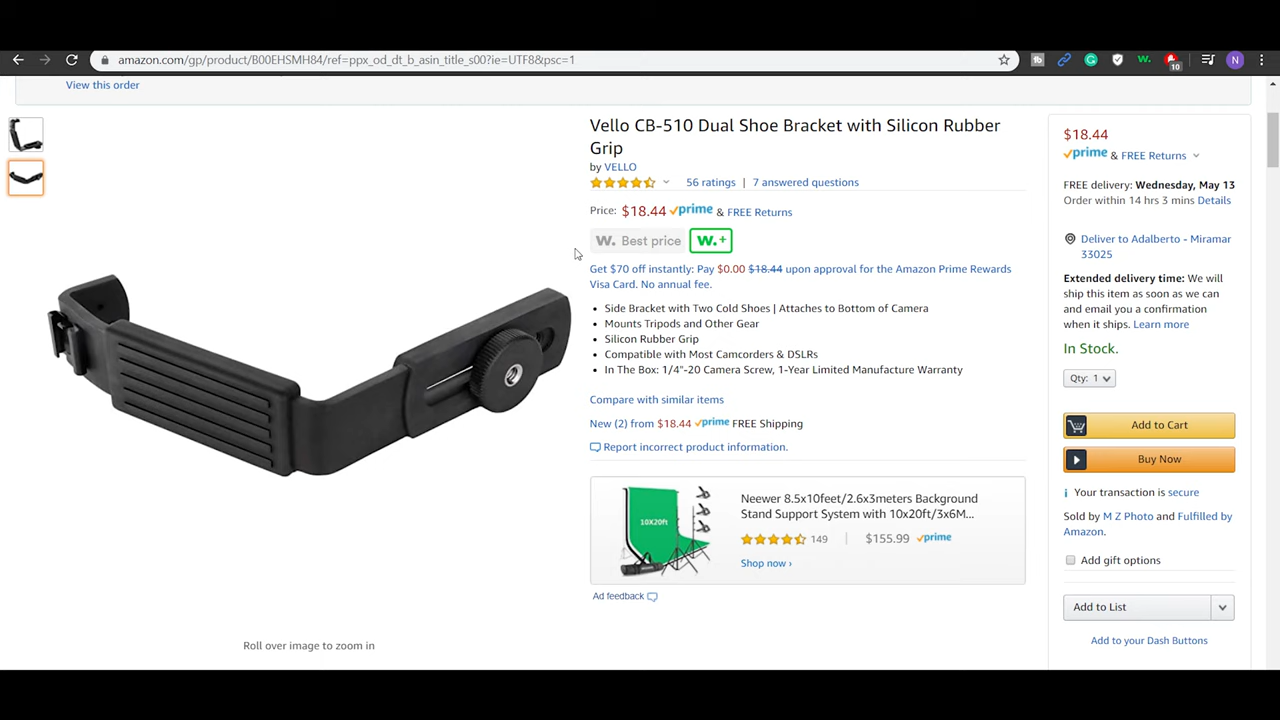 amazon.com/gp/product/B00EHSMH84/ref=ppx_od_dt_b_asin_title_s00?ie=UTF8&psc=1
10
N
View this order
Vello CB-510 Dual Shoe Bracket with Silicon Rubber
Grip
by VELLO
56 ratings | 7 answered questions
Price: $18.44 prime & FREE Returns
W. Best price W.+
Get $70 off instantly: Pay $0.00 $18.44 upon approval for the Amazon Prime Rewards
Visa Card. No annual fee.
• Side Bracket with Two Cold Shoes | Attaches to Bottom of Camera
• Mounts Tripods and Other Gear
• Silicon Rubber Grip
• Compatible with Most Camcorders & DSLRs
• In The Box: 1/4"-20 Camera Screw, 1-Year Limited Manufacture Warranty
Compare with similar items
New (2) from $18.44 prime FREE Shipping
Report incorrect product information.
10X20ft
Neewer 8.5x10feet/2.6x3meters Background
Stand Support System with 10x20ft/3x6M...
149 | $155.99 prime
Shop now ›
Ad feedback
Roll over image to zoom in
$18.44
prime & FREE Returns
FREE delivery: Wednesday, May 13
Order within 14 hrs 3 mins Details
Deliver to Adalberto - Miramar
33025
Extended delivery time: We will
ship this item as soon as we can
and email you a confirmation
when it ships. Learn more
In Stock.
Qty: 1
Add to Cart
Buy Now
Your transaction is secure
Sold by M Z Photo and Fulfilled by
Amazon.
Add gift options
Add to List
Add to your Dash Buttons